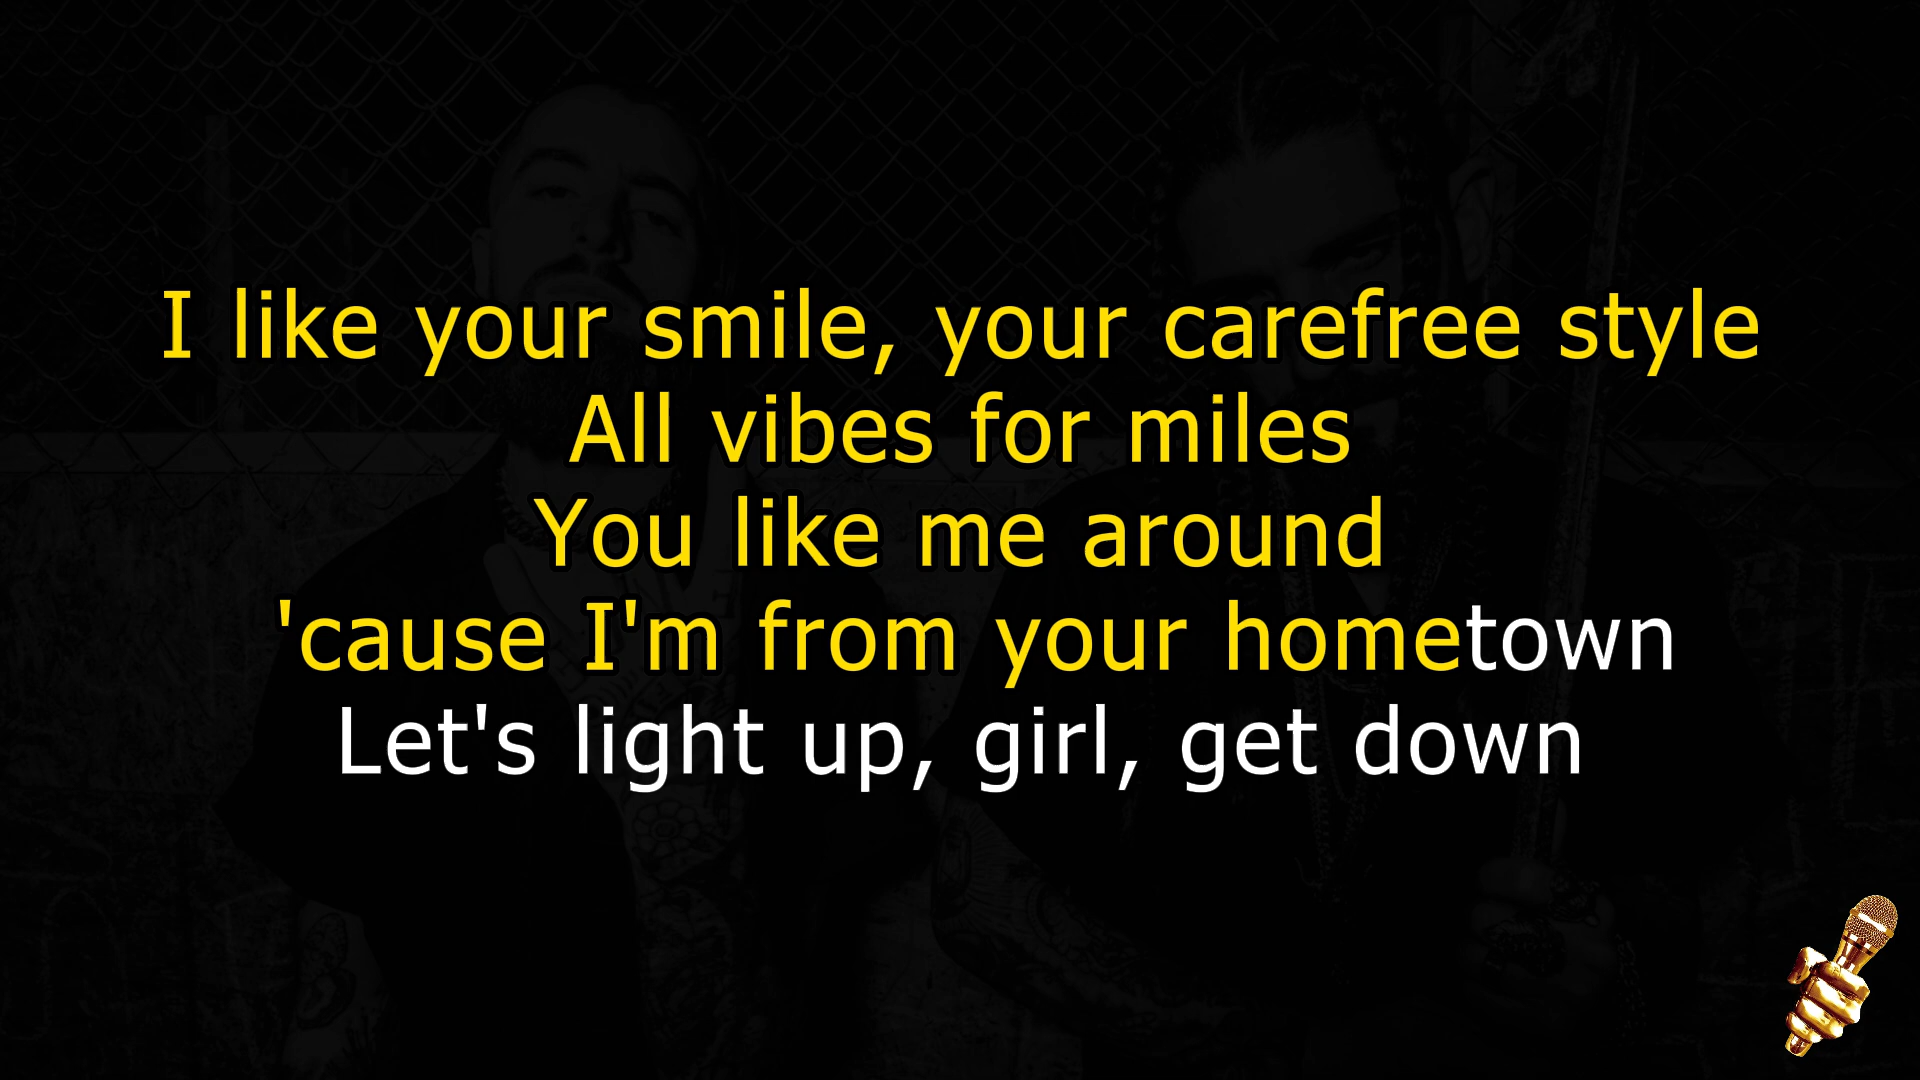 I like your smile, your carefree style
All vibes for miles
You like me around
'cause I'm from your hometown
Let's light up, girl, get down